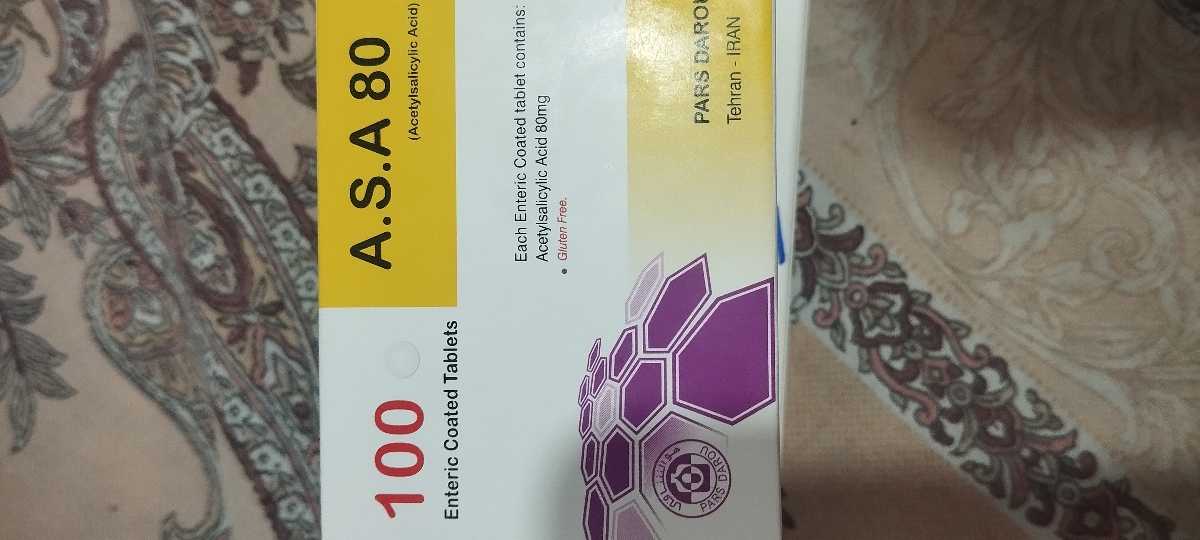 A.S.A 80
(Acetylsalicylic Acid)
100
Enteric Coated Tablets
Each Enteric Coated tablet contains:
Acetylsalicylic Acid 80mg
• Gluten Free.
PARS DAROU
Tehran - IRAN
PARS DAROU